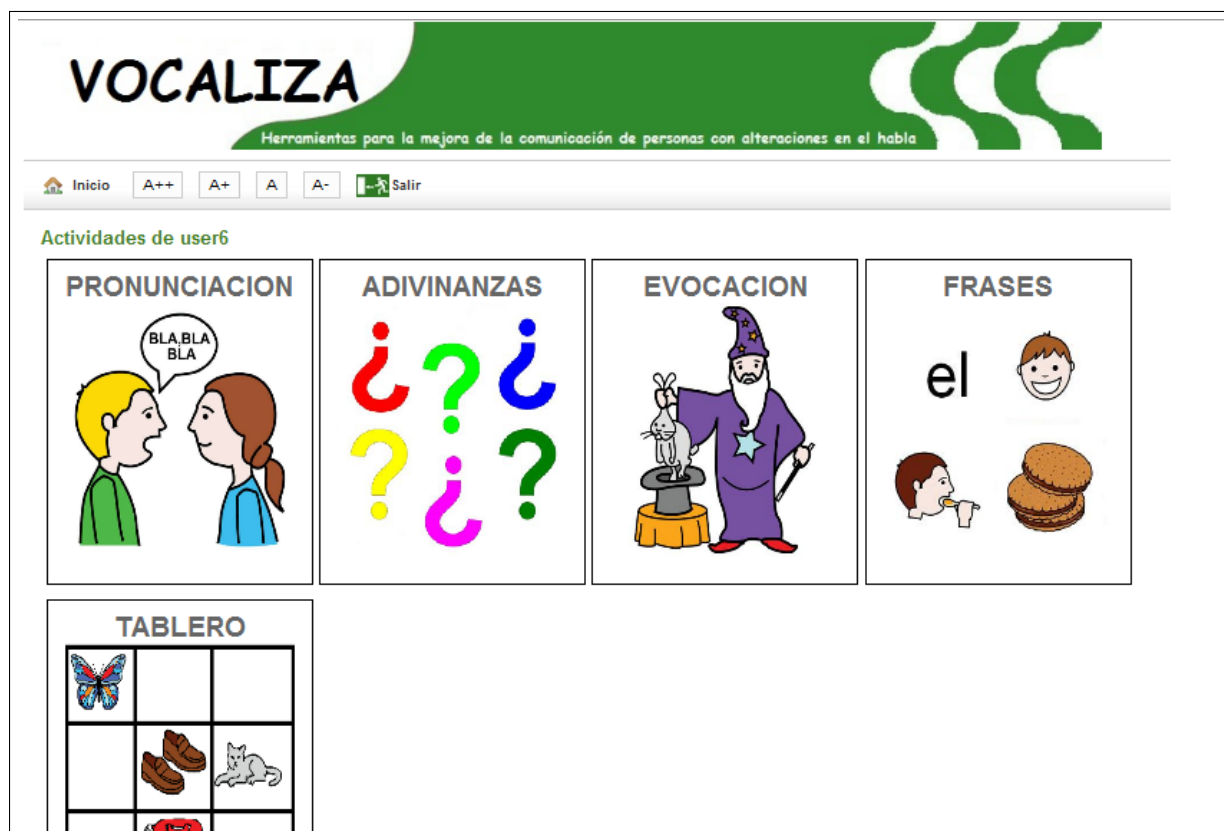 VOCALIZA
Herramientas para la mejora de la comunicación de personas con alteraciones en el habla
Inicio A++ A+ A A- Salir
Actividades de user6
PRONUNCIACION ADIVINANZAS EVOCACION FRASES
BLA,BLA
BLA
¿ ? ¿
el
? ¿ ?
TABLERO